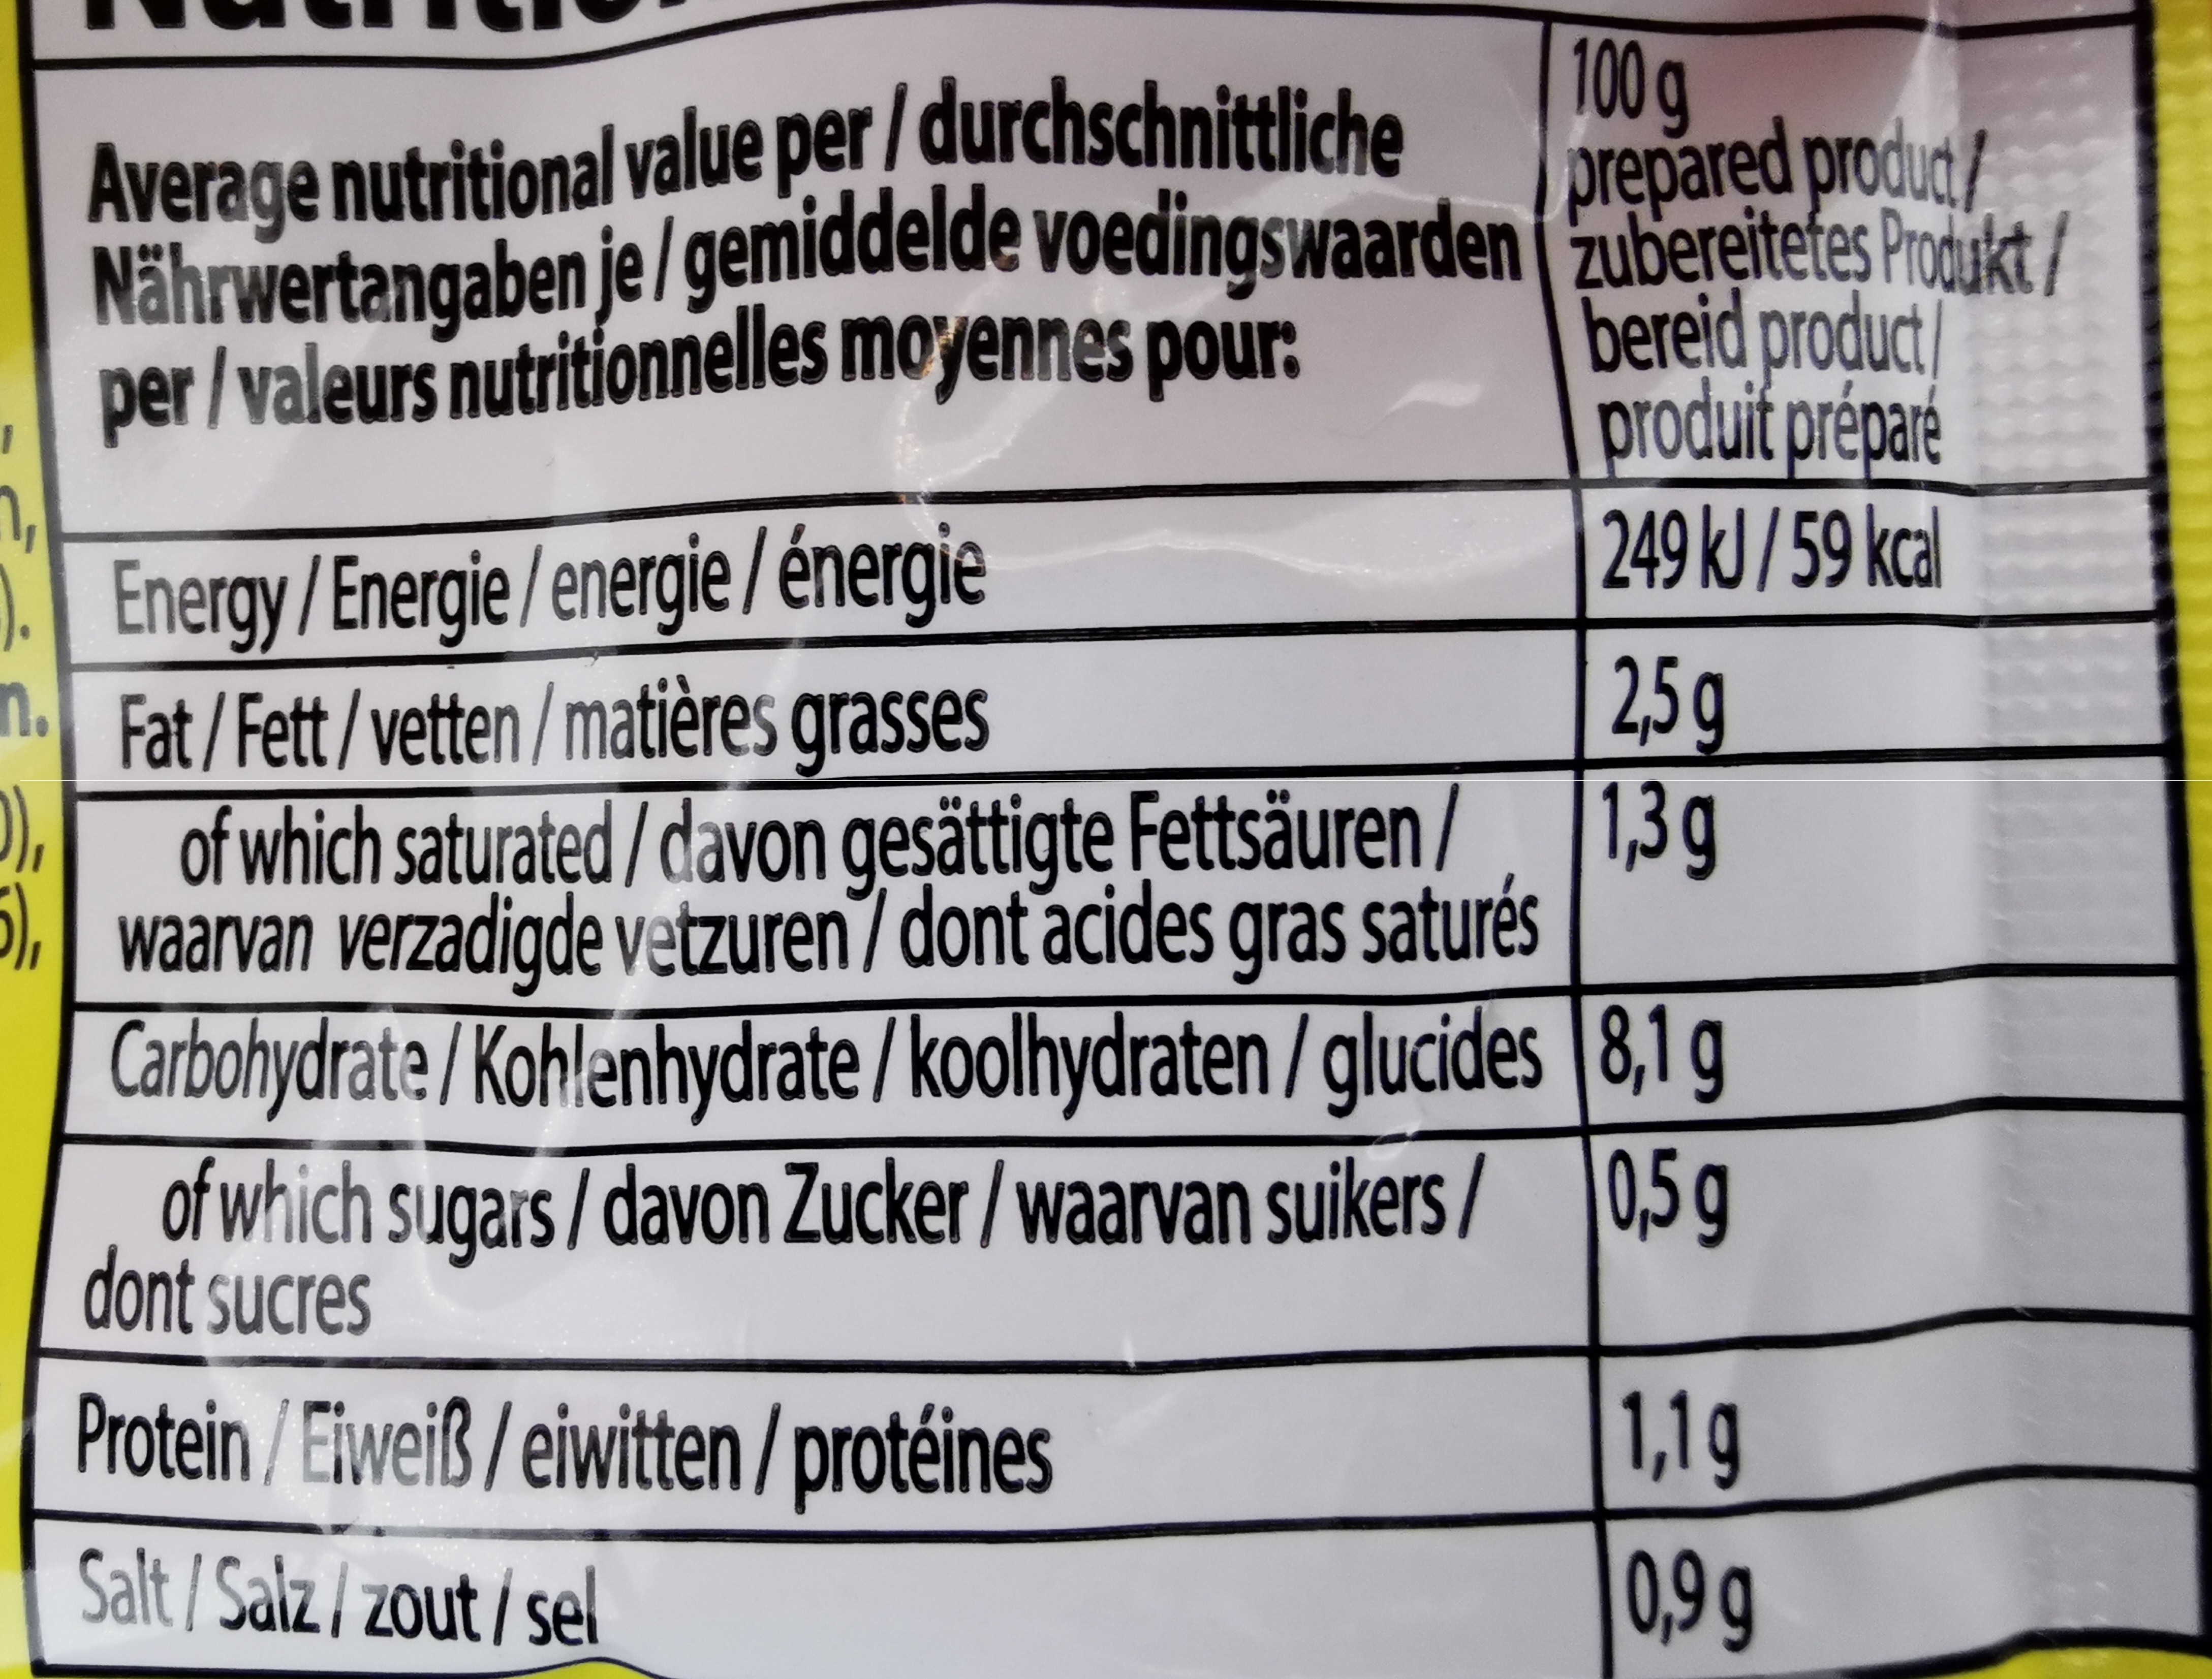 Average nutritional value per / durchschnittliche
Nährwertangaben je / gemiddelde voedingswaarden
per / valeurs nutritionnelles moyennes pour:
100 g
prepared product /
zubereitetes Produkt /
bereid product /
produit préparé
Energy / Energie / energie / énergie 249 kJ / 59 kcal
Fat / Fett / vetten / matières grasses 2,5 g
of which saturated / davon gesättigte Fettsäuren / 1,3 g
waarvan verzadigde vetzuren / dont acides gras saturés
Carbohydrate / Kohlenhydrate / koolhydraten / glucides 8,1 g
of which sugars / davon Zucker / waarvan suikers / 0,5 g
dont sucres
Protein / Eiweiß / eiwitten / protéines 1,1 g
Salt / Salz / zout / sel 0,9 g